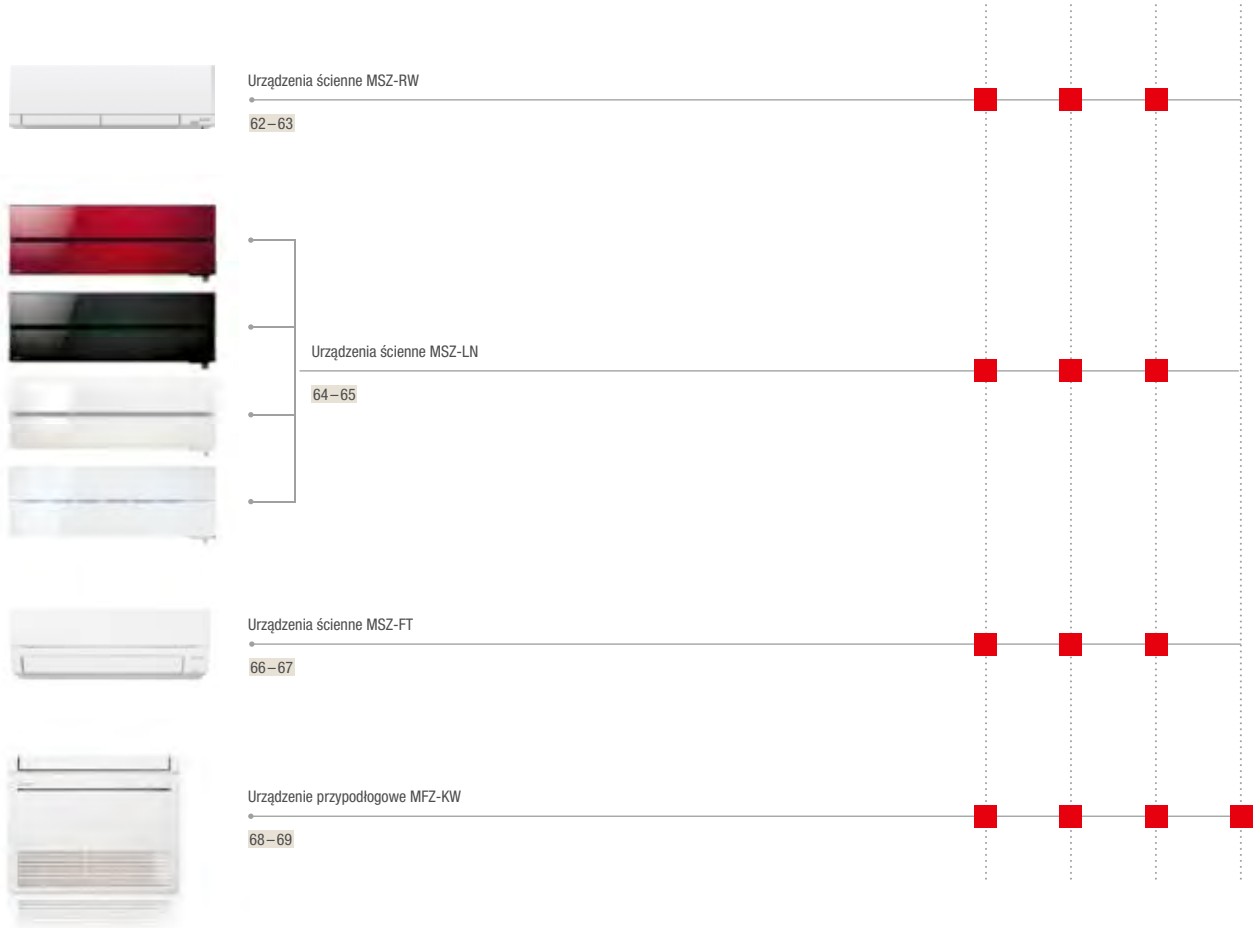 Urządzenia ścienne MSZ-RW
62–63
Urządzenia ścienne MSZ-LN
64–65
Urządzenia ścienne MSZ-FT
66–67
Urządzenie przypodłogowe MFZ-KW
68–69